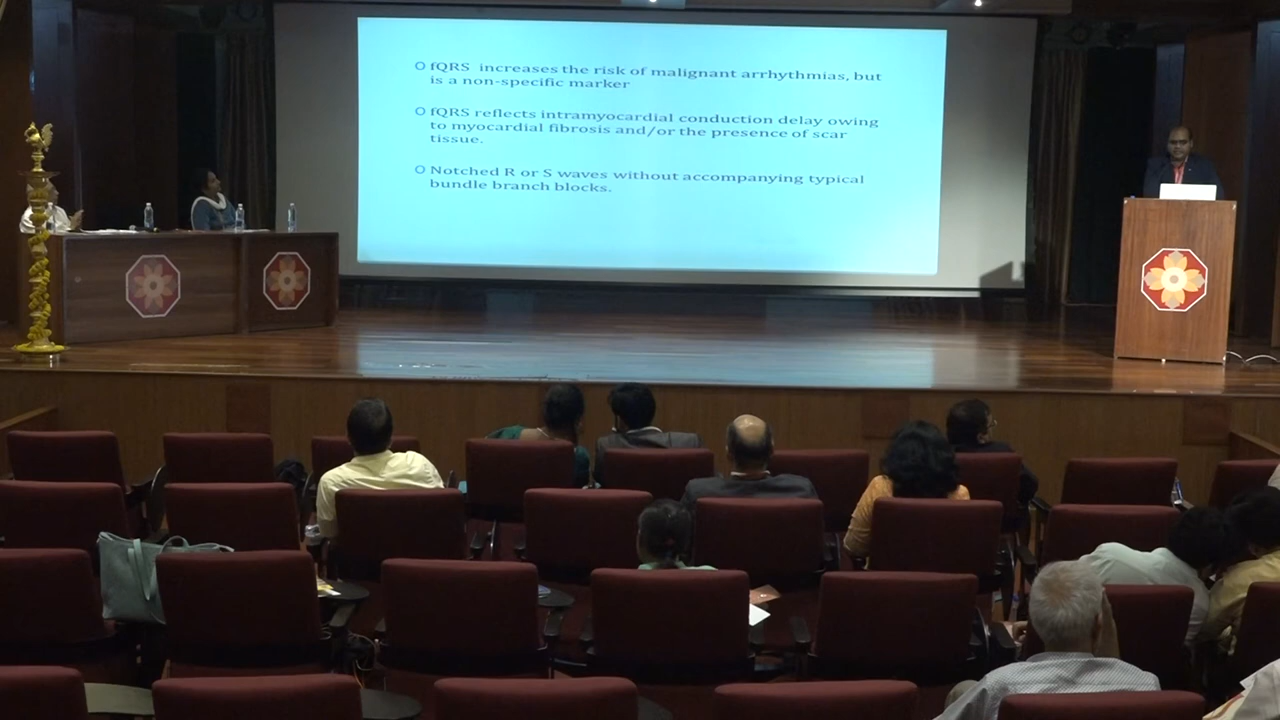 fQRS increases the risk of malignant arrhythmias, but
is a non-specific marker
fQRS reflects intramyocardial conduction delay owing
to myocardial fibrosis and/or the presence of scar
tissue.
Notched R or S waves without accompanying typical
bundle branch blocks.